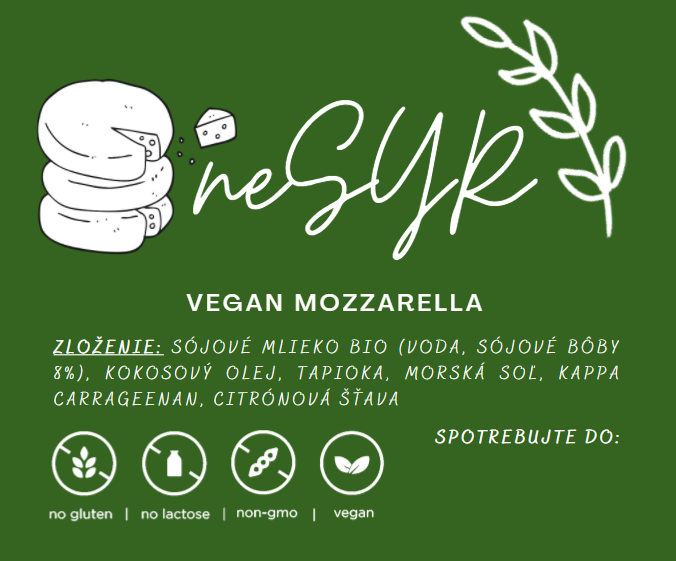 neSYR
VEGAN MOZZARELLA
ZLOŽENIE: SÓJOVÉ MLIEKO BIO (VODA, SÓJOVÉ BÔBY
8%), KOKOSOVÝ OLEJ, TAPIOKA, MORSKÁ SOĽ, KAPPA
CARRAGEENAN, CITRÓNOVÁ ŠŤAVA
SPOTREBUJTE DO:
no gluten | no lactose | non-gmo | vegan